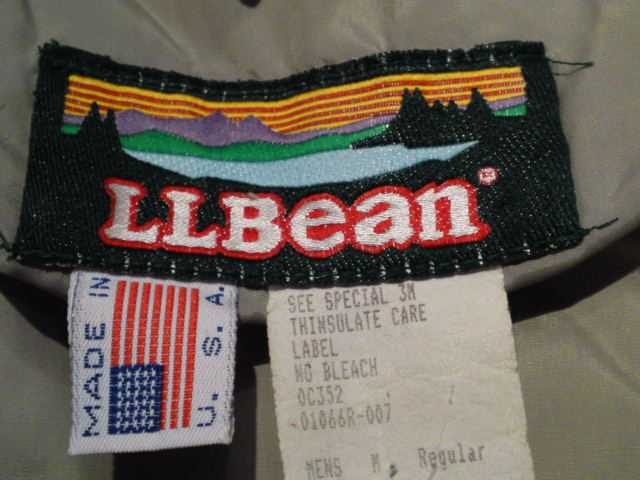 LLBean®
MADE IN
U. S. A.
SEE SPECIAL 3M
THINSULATE CARE
LABEL
NO BLEACH
OC352
01066R-007
MENS M Regular